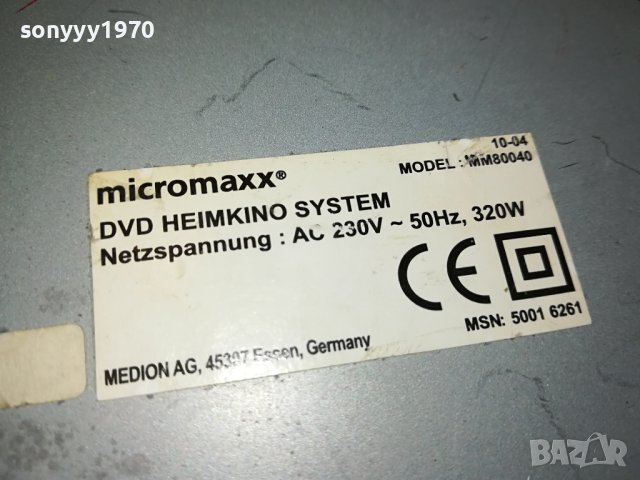 sonyyy1970
10-04
MODEL : MM80040
micromaxx®
DVD HEIMKINO SYSTEM
Netzspannung : AC 230V ~ 50Hz, 320W
CE
MSN: 5001 6261
MEDION AG, 45307 Essen, Germany
BAZAR